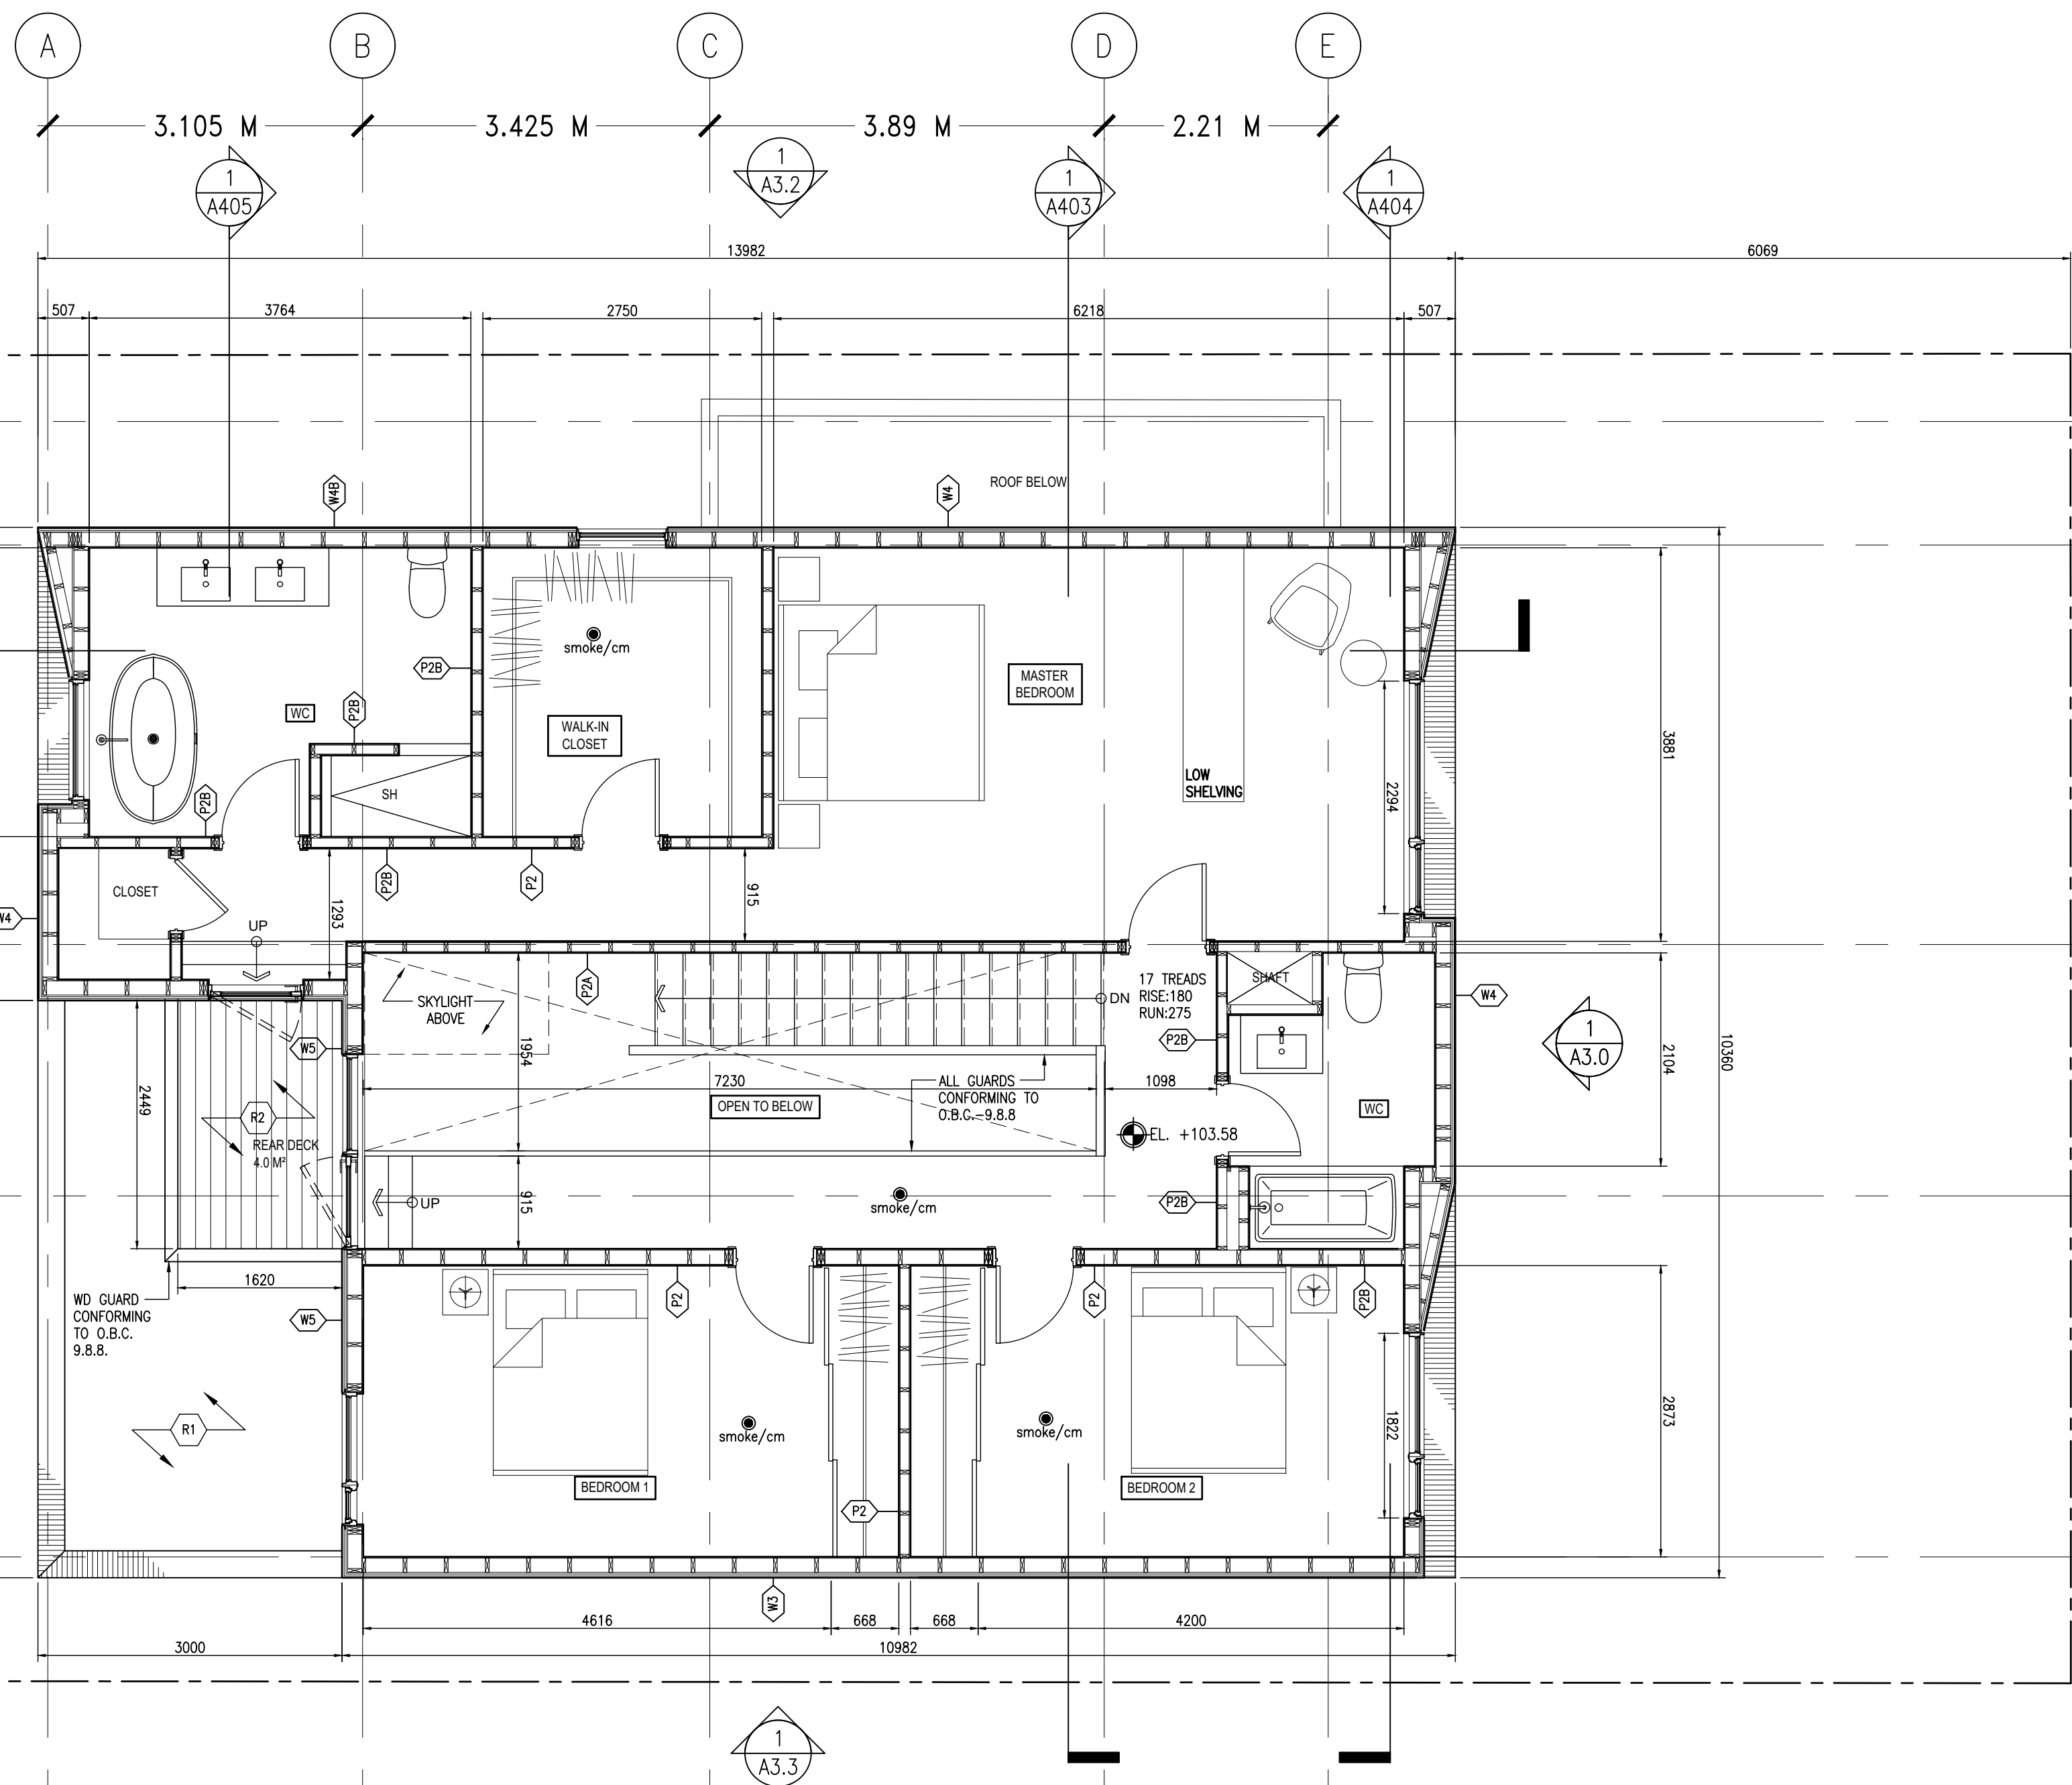 A
B
C
D
E
3.105 M
3.425 M
3.89 M
2.21 M
1
A405
1
A3.2
1
A403
1
A404
13982
6069
507
3764
2750
6218
507
ROOF BELOW
W4B
W4
smoke/cm
P2B
MASTER
BEDROOM
WC
P2B
WALK-IN
CLOSET
3881
LOW
SHELVING
2294
P2B
SH
CLOSET
P2B
P2
915
1293
W4
UP
SKYLIGHT
ABOVE
P2A
17 TREADS
RISE:180
RUN:275
DN
SHAFT
W4
P2B
1
A3.0
W5
1954
2104
10360
7230
1098
ALL GUARDS
CONFORMING TO
O.B.C.-9.8.8
OPEN TO BELOW
WC
2449
R2
REAR DECK
4.0 M²
EL. +103.58
UP
915
smoke/cm
P2B
1620
WD GUARD
CONFORMING
TO O.B.C.
9.8.8.
W5
P2
P2
P2B
R1
smoke/cm
smoke/cm
1822
2873
BEDROOM 1
BEDROOM 2
P2
W3
4616
668
668
4200
3000
10982
1
A3.3